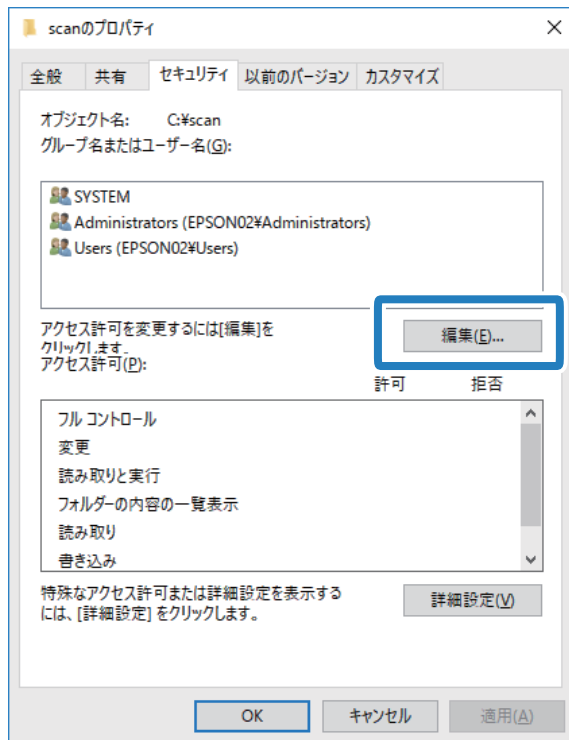 scanのプロパティ
全般 共有 セキュリティ 以前のバージョン カスタマイズ
オブジェクト名: C:¥scan
グループ名またはユーザー名(G):
SYSTEM
Administrators (EPSON02¥Administrators)
Users (EPSON02¥Users)
アクセス許可を変更するには[編集]を
クリックします。
編集(E)...
アクセス許可(P):
許可 拒否
フル コントロール
変更
読み取りと実行
フォルダーの内容の一覧表示
読み取り
書き込み
特殊なアクセス許可または詳細設定を表示する
には、[詳細設定] をクリックします。
詳細設定(V)
OK キャンセル 適用(A)